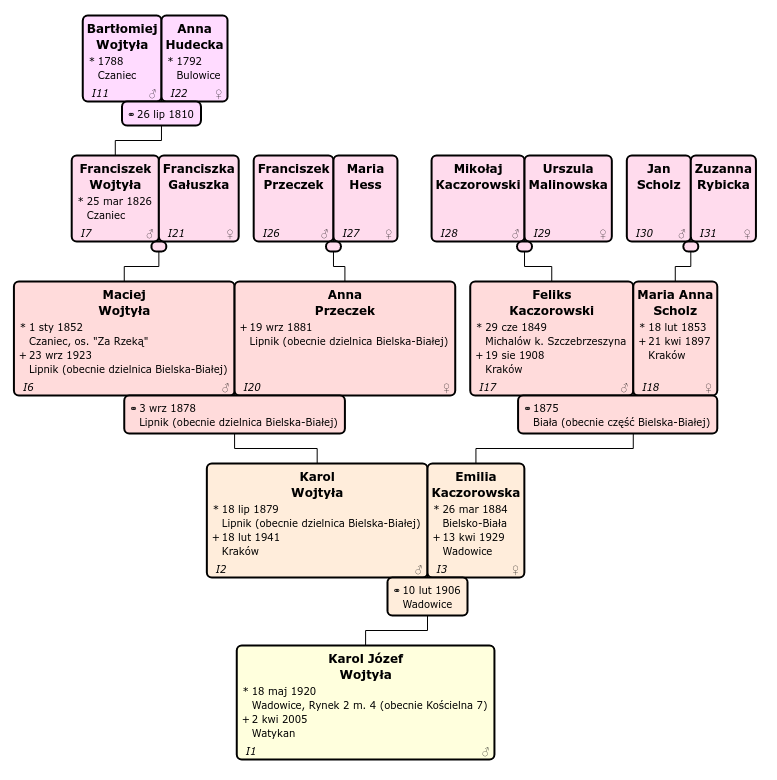 Bartłomiej
Wojtyła
* 1788
Czaniec
I11 ♂
Anna
Hudecka
* 1792
Bulowice
I22 ♀
⚭ 26 lip 1810
Franciszek
Wojtyła
* 25 mar 1826
Czaniec
I7 ♂
Franciszka
Gałuszka
I21 ♀
Franciszek
Przeczek
I26 ♂
Maria
Hess
I27 ♀
Mikołaj
Kaczorowski
I28 ♂
Urszula
Malinowska
I29 ♀
Jan
Scholz
I30 ♂
Zuzanna
Rybicka
I31 ♀
Maciej
Wojtyła
* 1 sty 1852
Czaniec, os. "Za Rzeką"
+ 23 wrz 1923
Lipnik (obecnie dzielnica Bielska-Białej)
I6 ♂
Anna
Przeczek
+ 19 wrz 1881
Lipnik (obecnie dzielnica Bielska-Białej)
I20 ♀
⚭ 3 wrz 1878
Lipnik (obecnie dzielnica Bielska-Białej)
Feliks
Kaczorowski
* 29 cze 1849
Michalów k. Szczebrzeszyna
+ 19 sie 1908
Kraków
I17 ♂
Maria Anna
Scholz
* 18 lut 1853
+ 21 kwi 1897
Kraków
I18 ♀
⚭ 1875
Biała (obecnie część Bielska-Białej)
Karol
Wojtyła
* 18 lip 1879
Lipnik (obecnie dzielnica Bielska-Białej)
+ 18 lut 1941
Kraków
I2 ♂
Emilia
Kaczorowska
* 26 mar 1884
Bielsko-Biała
+ 13 kwi 1929
Wadowice
I3 ♀
⚭ 10 lut 1906
Wadowice
Karol Józef
Wojtyła
* 18 maj 1920
Wadowice, Rynek 2 m. 4 (obecnie Kościelna 7)
+ 2 kwi 2005
Watykan
I1 ♂